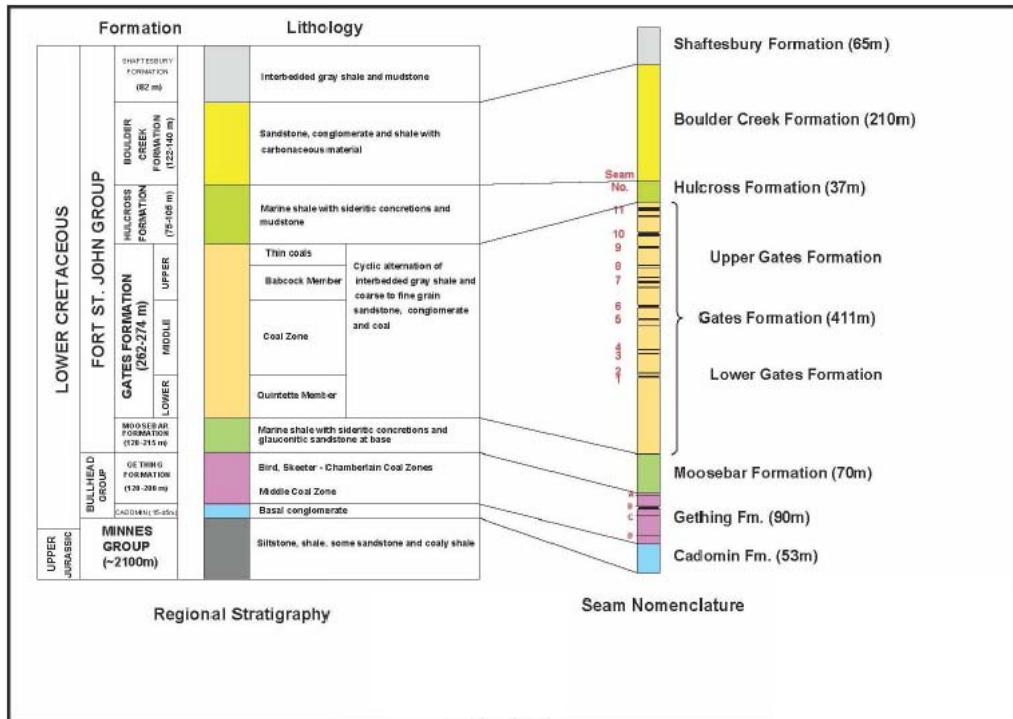 Formation
Lithology
LOWER CRETACEOUS
UPPER JURASSIC
FORT ST. JOHN GROUP
BULLHEAD GROUP
SHAFTESBURY
FORMATION
(82 m)
Interbedded gray shale and mudstone
BOULDER
CREEK
FORMATION
(122-140 m)
Sandstone, conglomerate and shale with
carbonaceous material
HULCROSS
FORMATION
(75-105 m)
Marine shale with sideritic concretions and
mudstone
GATES FORMATION
(262-274 m)
UPPER
MIDDLE
LOWER
Thin coals
Babcock Member
Coal Zone
Quintette Member
Cyclic alternation of
interbedded gray shale and
coarse to fine grain
sandstone, conglomerate
and coal
MOOSEBAR
FORMATION
(120-215 m)
Marine shale with sideritic concretions and
glauconitic sandstone at base
GETHING
FORMATION
(120-200 m)
Bird, Skeeter - Chamberlain Coal Zones
Middle Coal Zone
CADOMIN
Basal conglomerate
MINNES
GROUP
(~2100m)
Siltstone, shale, some sandstone and coaly shale
Regional Stratigraphy
Shaftesbury Formation (65m)
Boulder Creek Formation (210m)
Seam
No.
Hulcross Formation (37m)
11
10
9
8
7
6
5
4
3
2
1
Upper Gates Formation
Gates Formation (411m)
Lower Gates Formation
Moosebar Formation (70m)
A
B
C
D
Gething Fm. (90m)
Cadomin Fm. (53m)
Seam Nomenclature